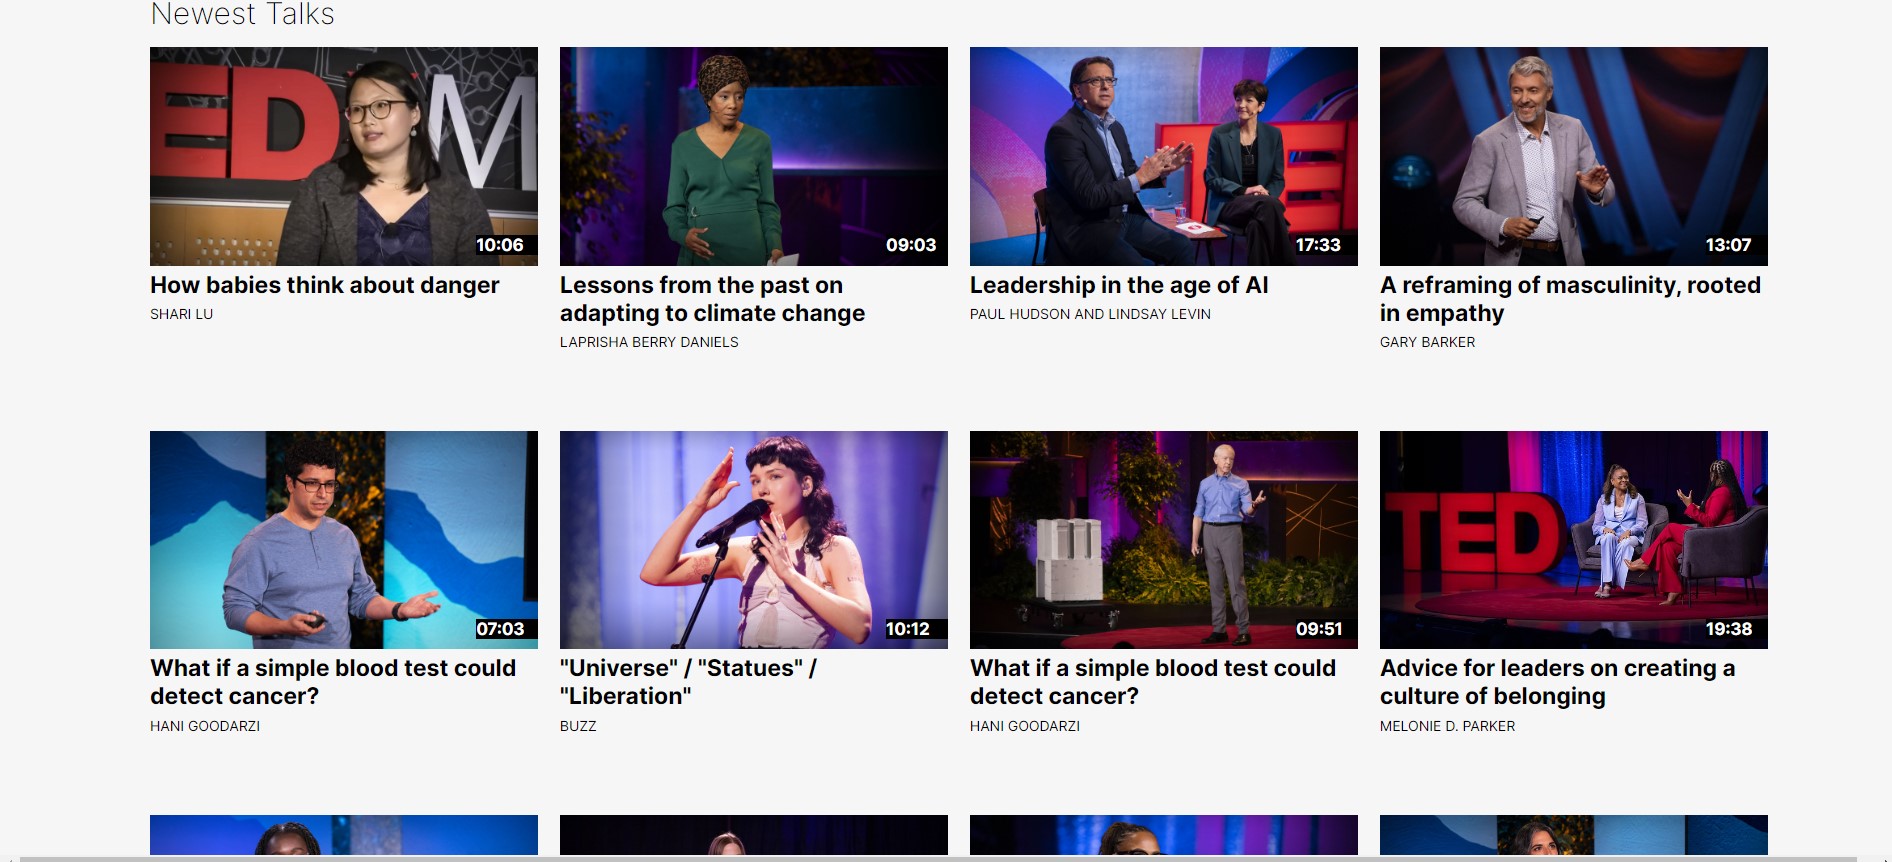 Newest Talks
ED M
10:06
09:03
17:33
13:07
How babies think about danger
SHARI LU
Lessons from the past on
adapting to climate change
LAPRISHA BERRY DANIELS
Leadership in the age of AI
PAUL HUDSON AND LINDSAY LEVIN
A reframing of masculinity, rooted
in empathy
GARY BARKER
07:03
10:12
09:51
TED
19:38
What if a simple blood test could
detect cancer?
HANI GOODARZI
"Universe" / "Statues" /
"Liberation"
BUZZ
What if a simple blood test could
detect cancer?
HANI GOODARZI
Advice for leaders on creating a
culture of belonging
MELONIE D. PARKER